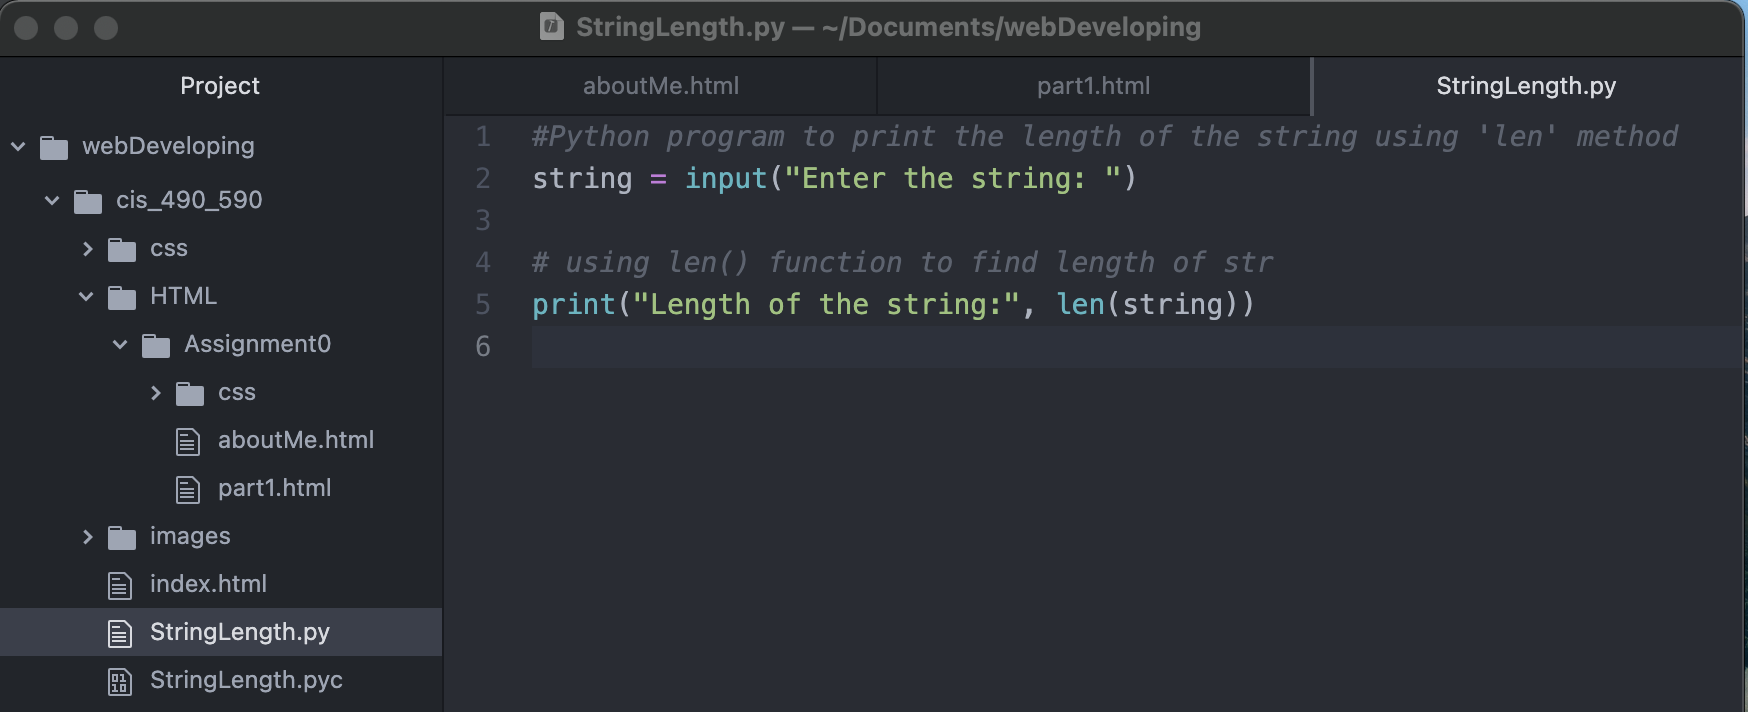 StringLength.py — ~/Documents/webDeveloping
Project
webDeveloping
cis_490_590
css
HTML
Assignment0
css
aboutMe.html
part1.html
images
index.html
StringLength.py
StringLength.pyc
aboutMe.html part1.html StringLength.py
1 #Python program to print the length of the string using 'len' method
2 string = input("Enter the string: ")
3
4 # using len() function to find length of str
5 print("Length of the string:", len(string))
6